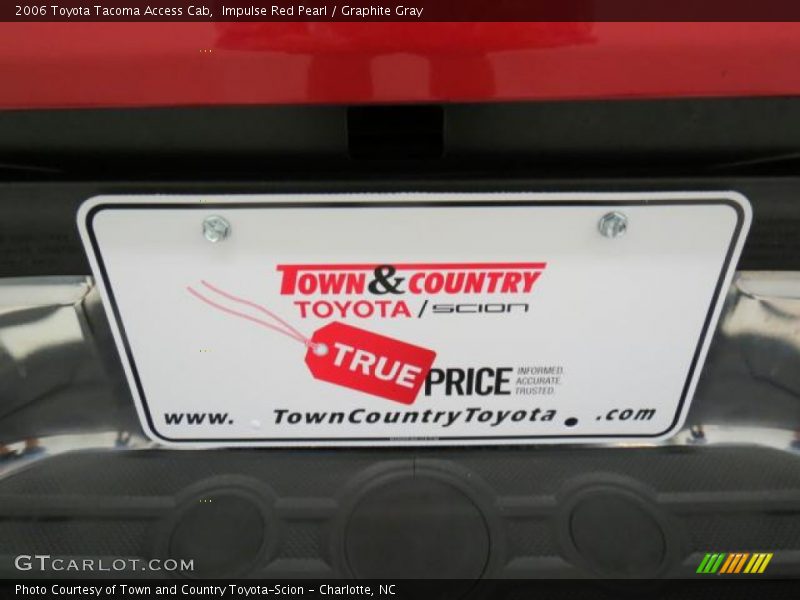 2006 Toyota Tacoma Access Cab,  Impulse Red Pearl / Graphite Gray
TOWN & COUNTRY
TOYOTA / SCION
TRUE PRICE
INFORMED.
ACCURATE.
TRUSTED.
www. TownCountryToyota .com
GTCARLOT.COM
Photo Courtesy of Town and Country Toyota-Scion - Charlotte, NC